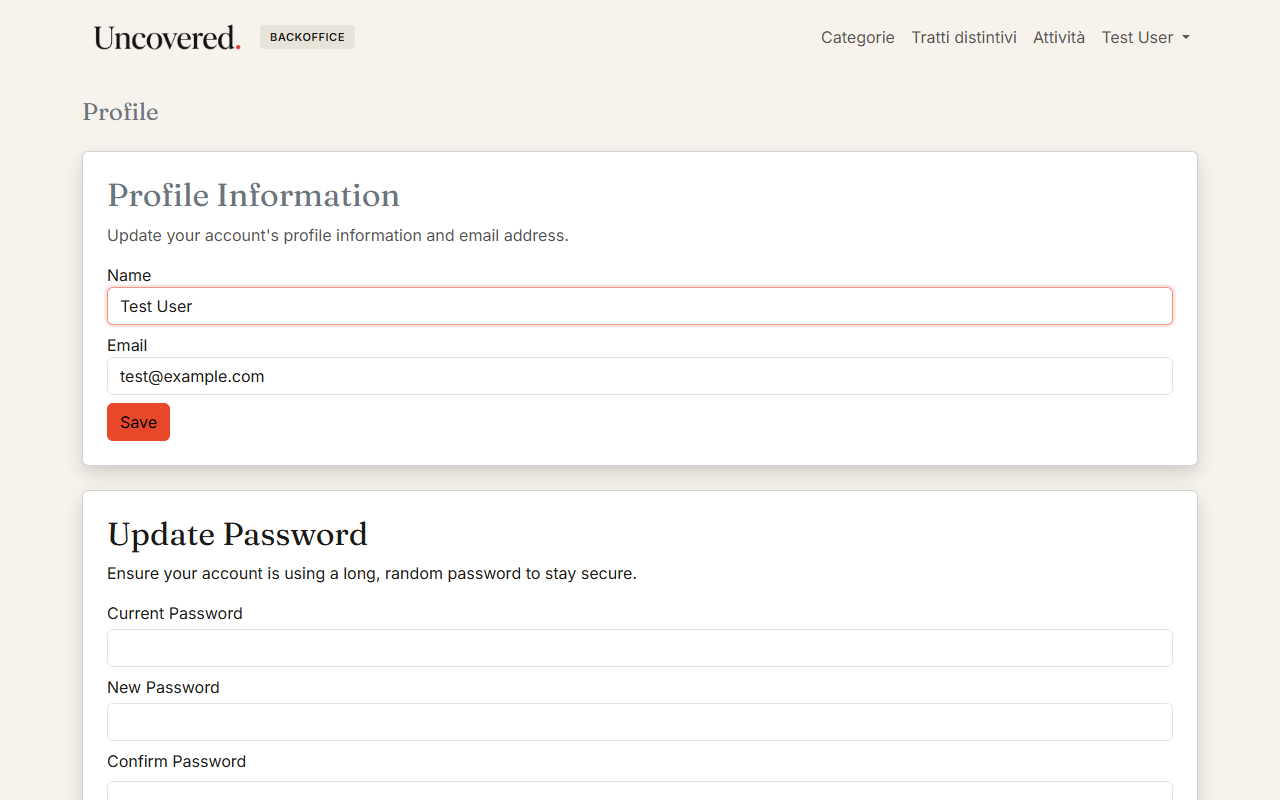 Uncovered.
BACKOFFICE
Categorie
Tratti distintivi
Attività
Test User
Profile
Profile Information
Update your account's profile information and email address.
Name
Test User
Email
test@example.com
Save
Update Password
Ensure your account is using a long, random password to stay secure.
Current Password
New Password
Confirm Password